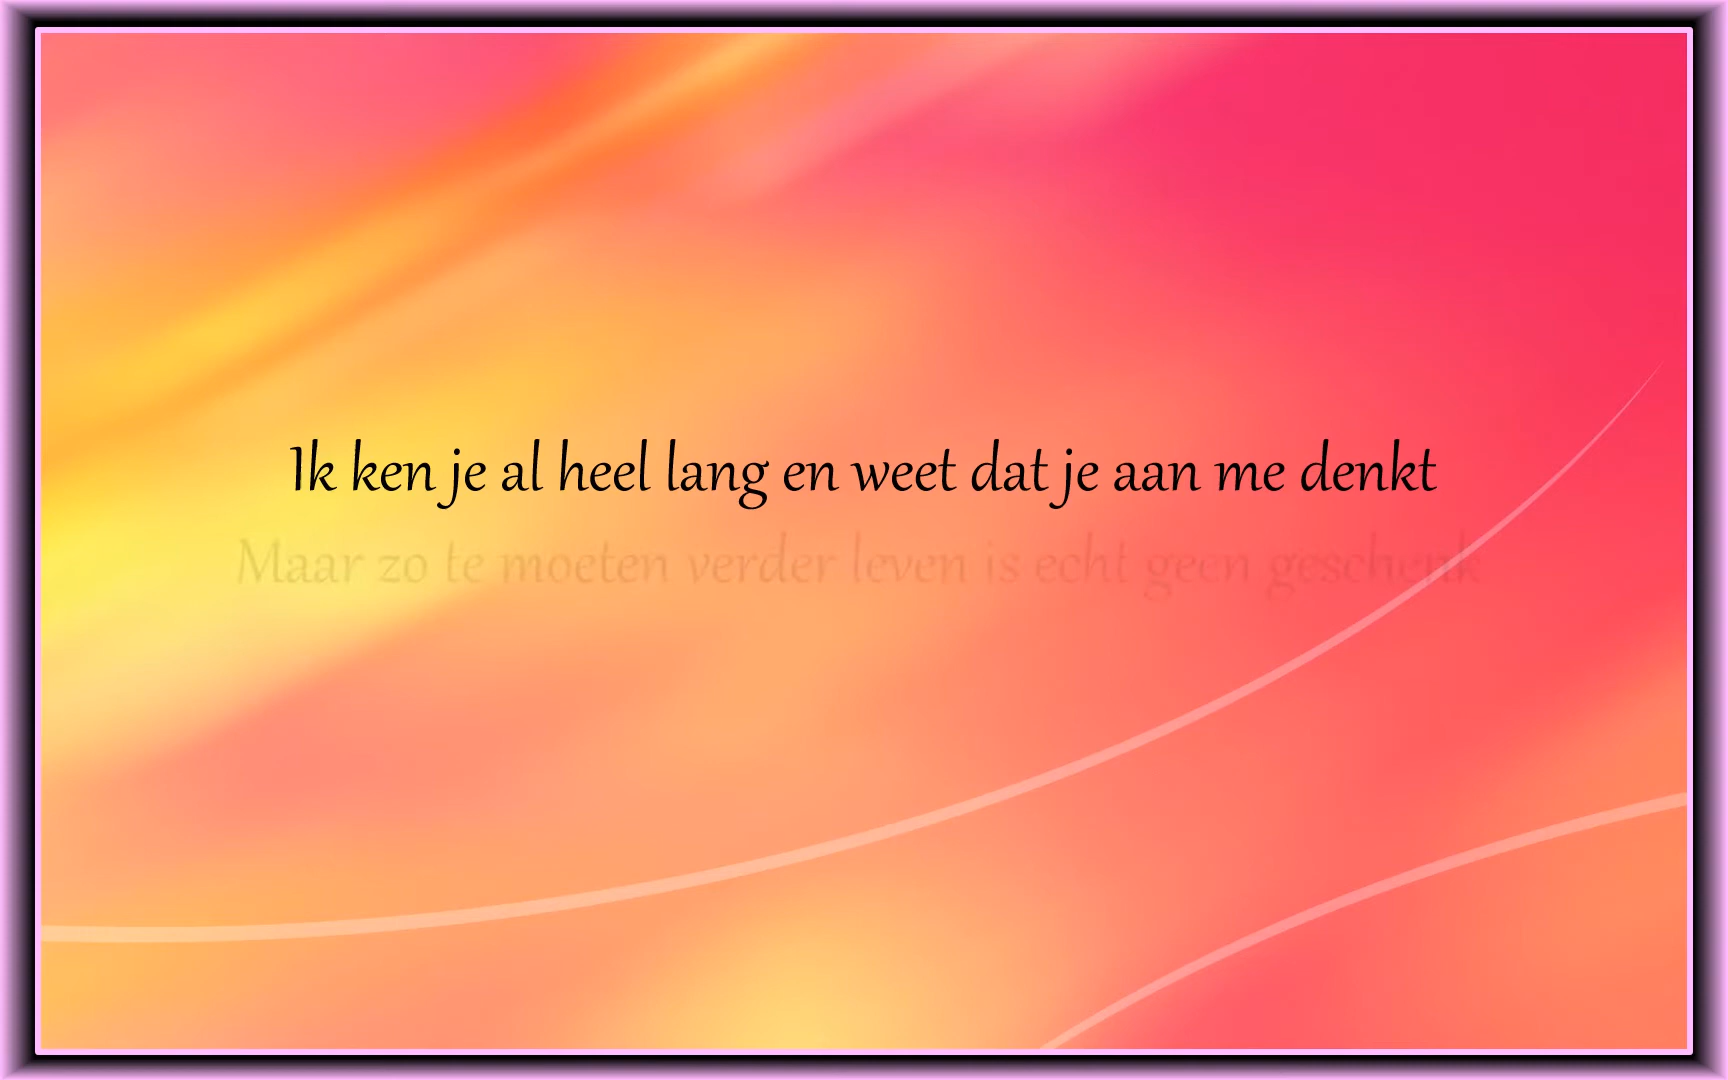 Ik ken je al heel lang en weet dat je aan me denkt
Maar zo te moeten verder leven is echt geen geschenk